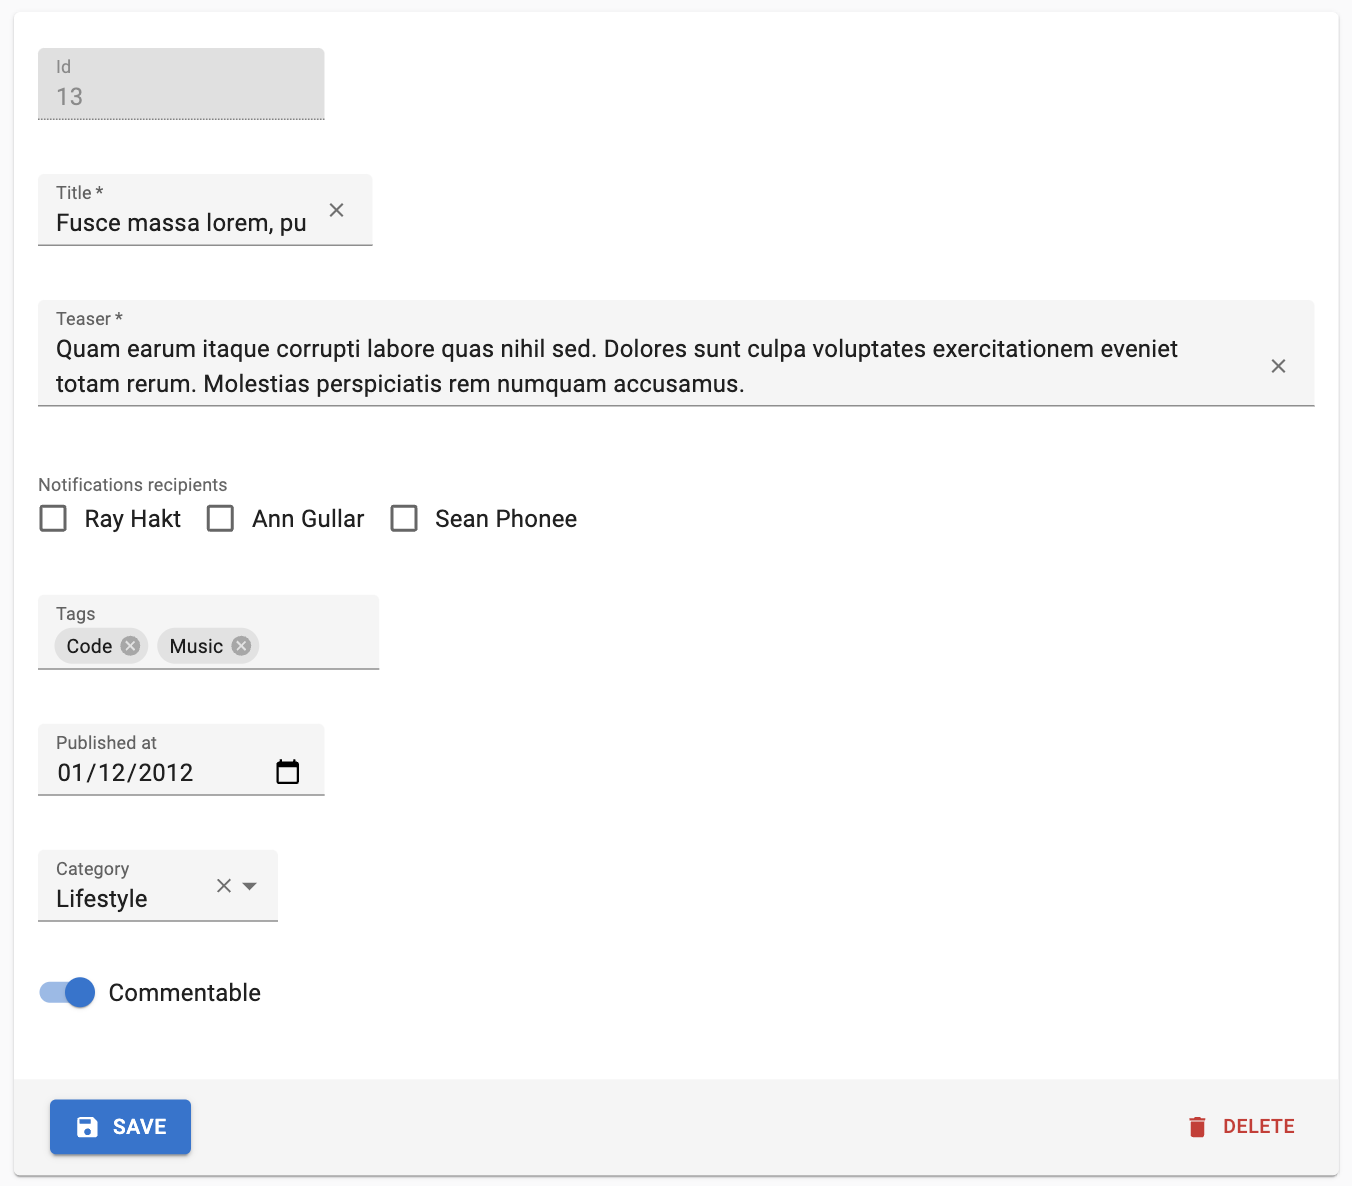 Id
13
Title *
Fusce massa lorem, pu
Teaser *
Quam earum itaque corrupti labore quas nihil sed. Dolores sunt culpa voluptates exercitationem eveniet
totam rerum. Molestias perspiciatis rem numquam accusamus.
Notifications recipients
Ray Hakt Ann Gullar Sean Phonee
Tags
Code Music
Published at
01/12/2012
Category
Lifestyle
Commentable
SAVE DELETE